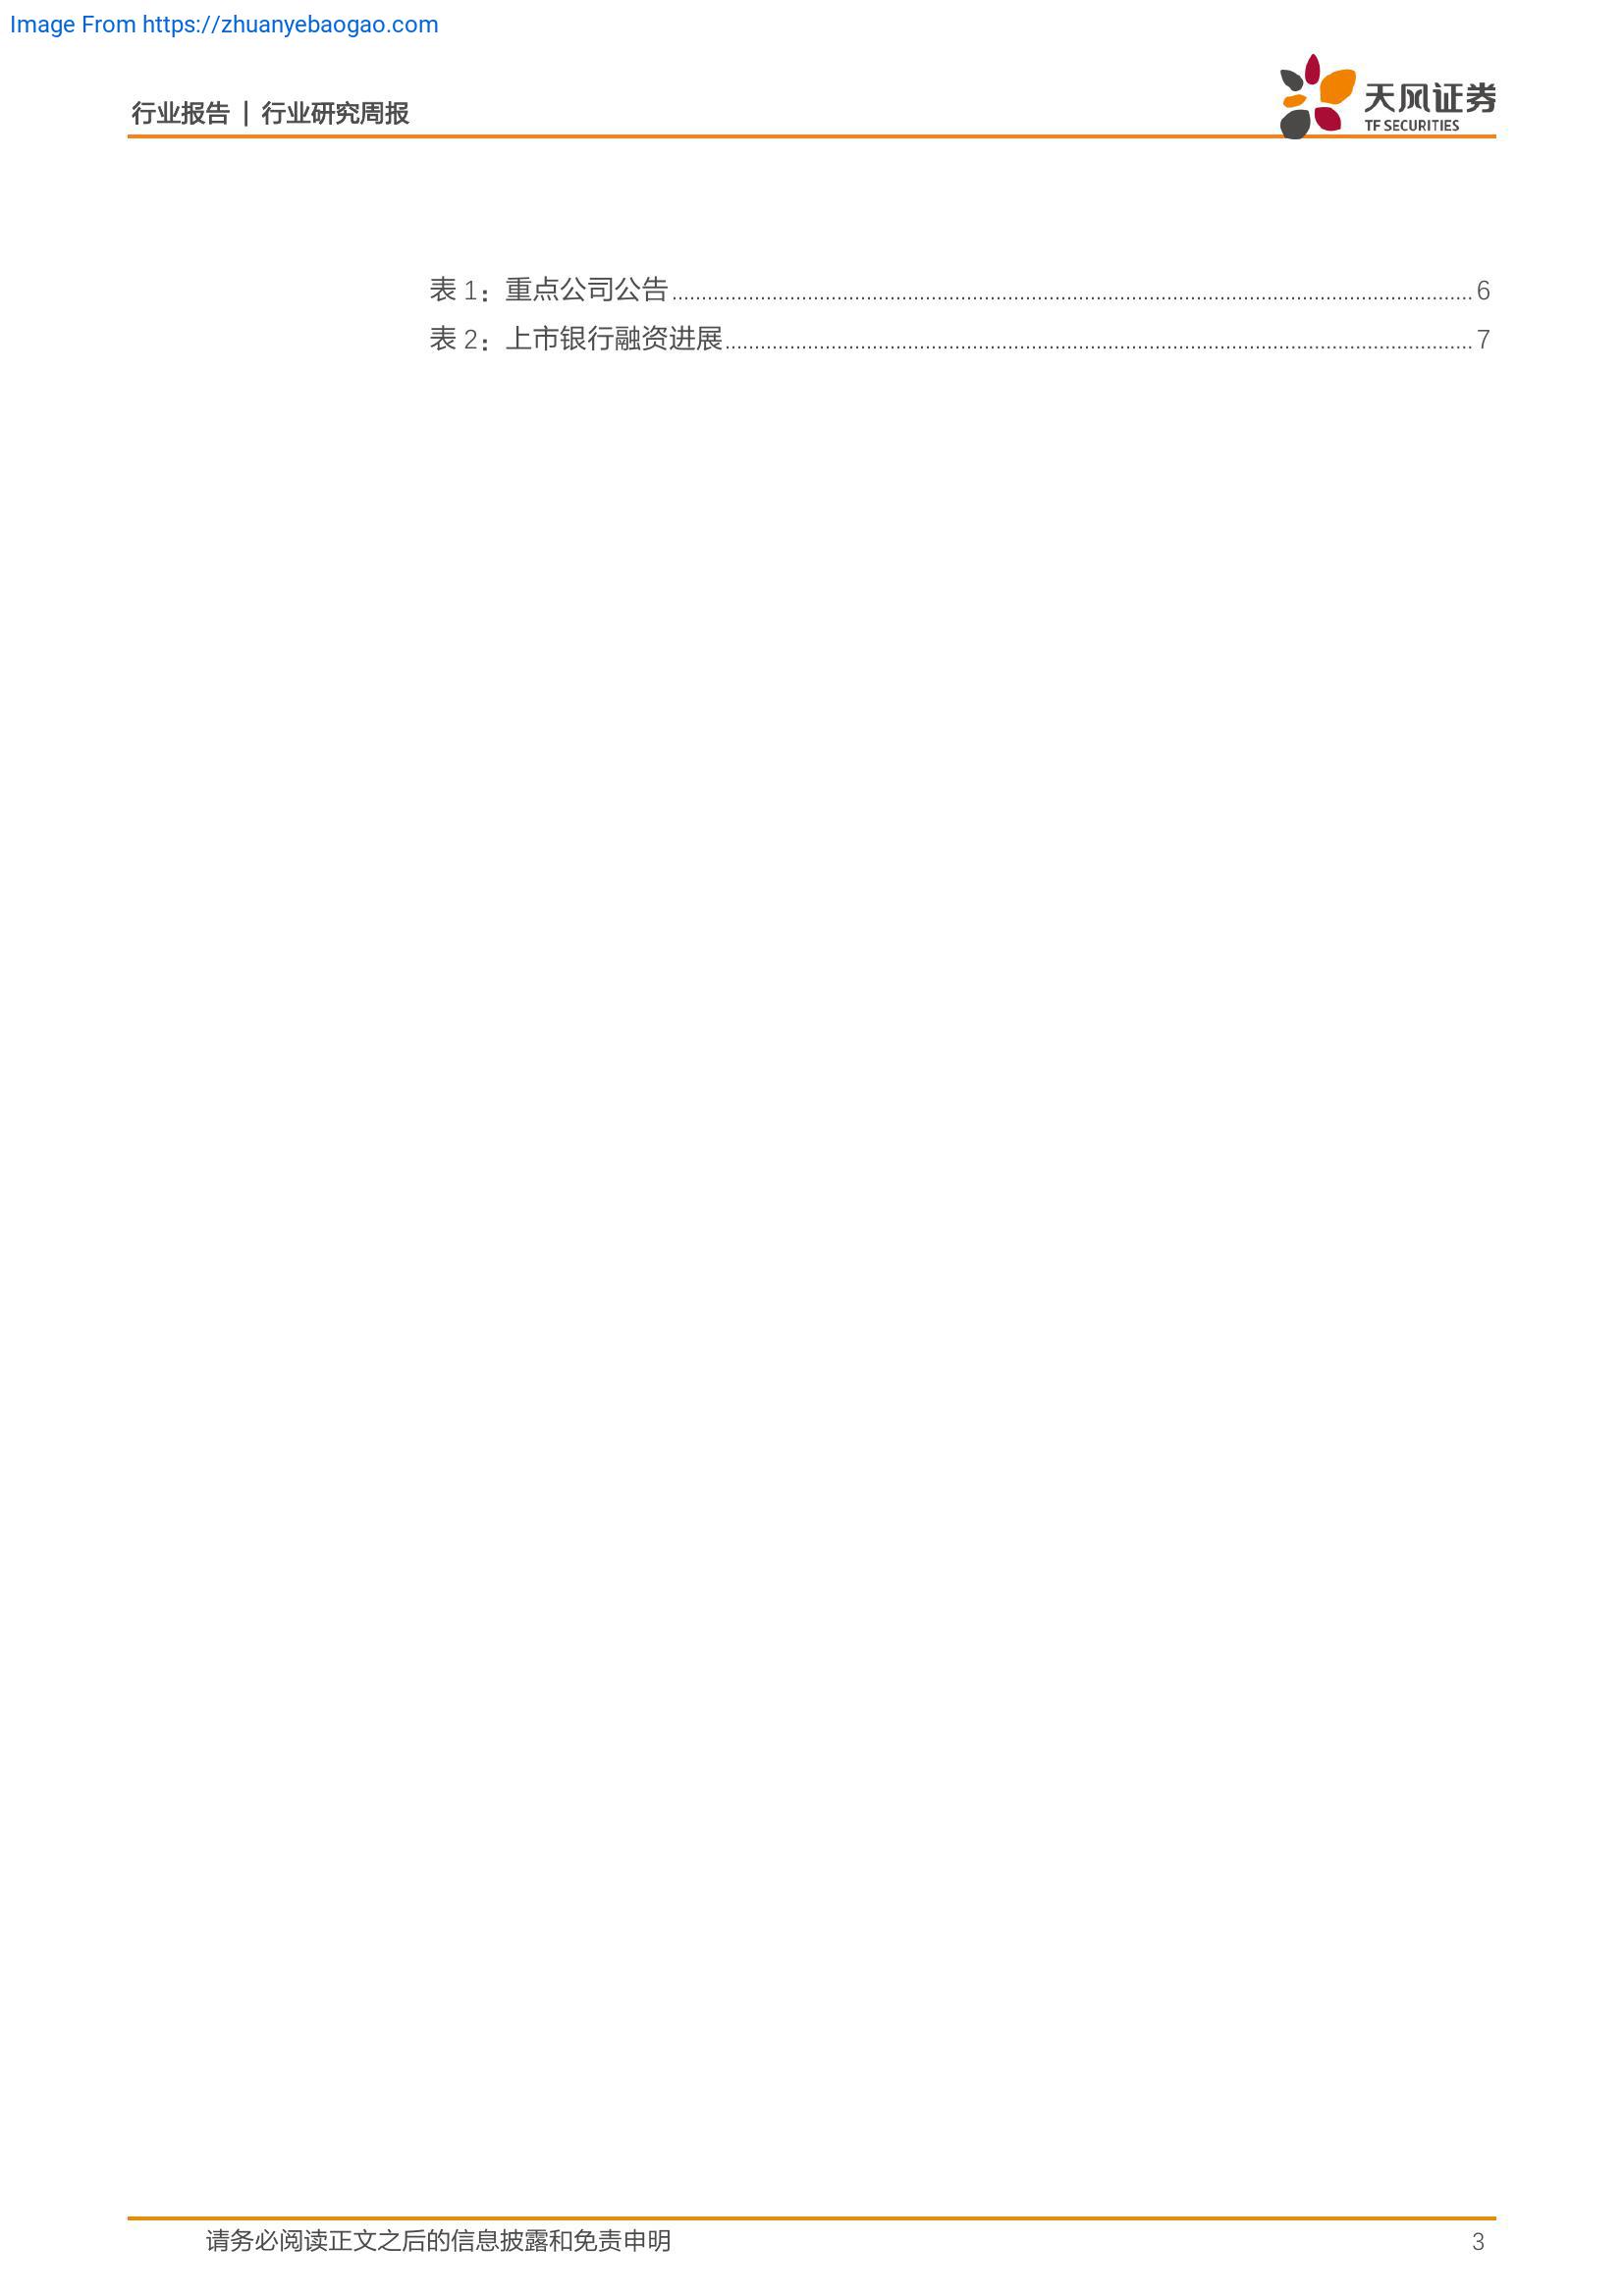 Image From https://zhuanyebaogao.com
行业报告 | 行业研究周报
天风证券
TF SECURITIES
表 1：重点公司公告 6
表 2：上市银行融资进展 7
请务必阅读正文之后的信息披露和免责申明 3